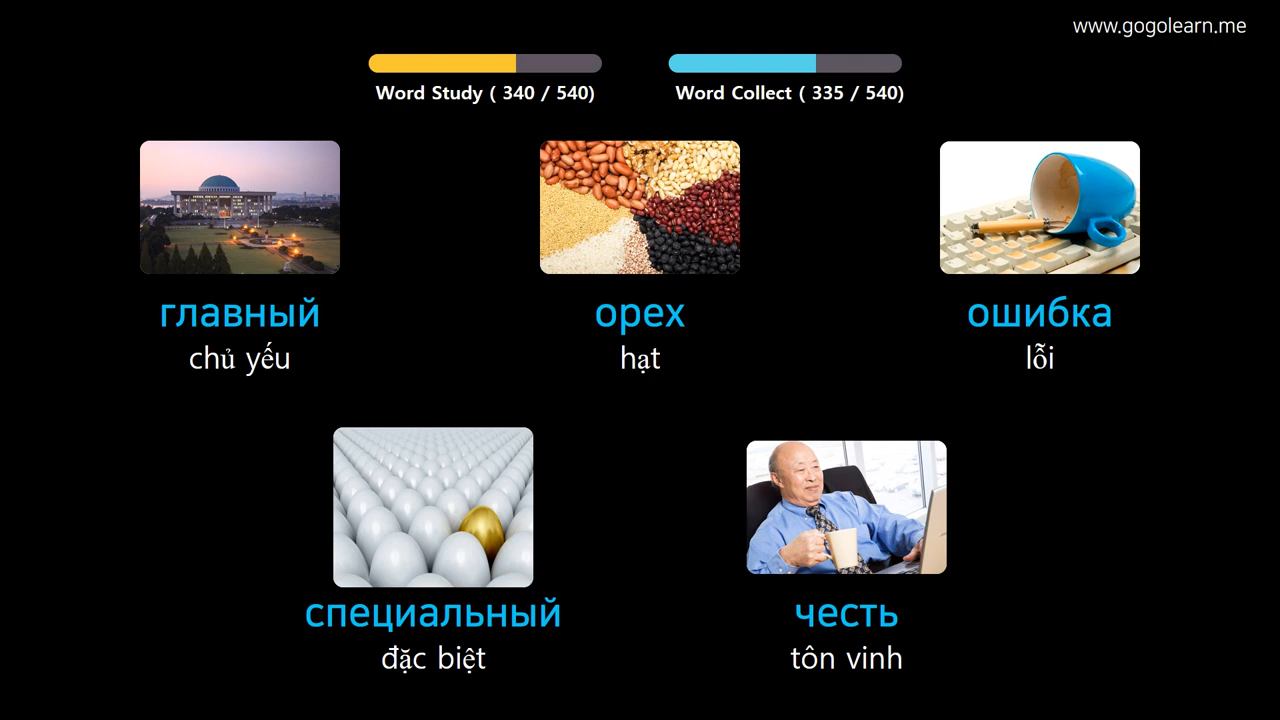 www.gogolearn.me
Word Study ( 340 / 540)
Word Collect ( 335 / 540)
главный
chủ yếu
орех
hạt
ошибка
lỗi
специальный
đặc biệt
честь
tôn vinh